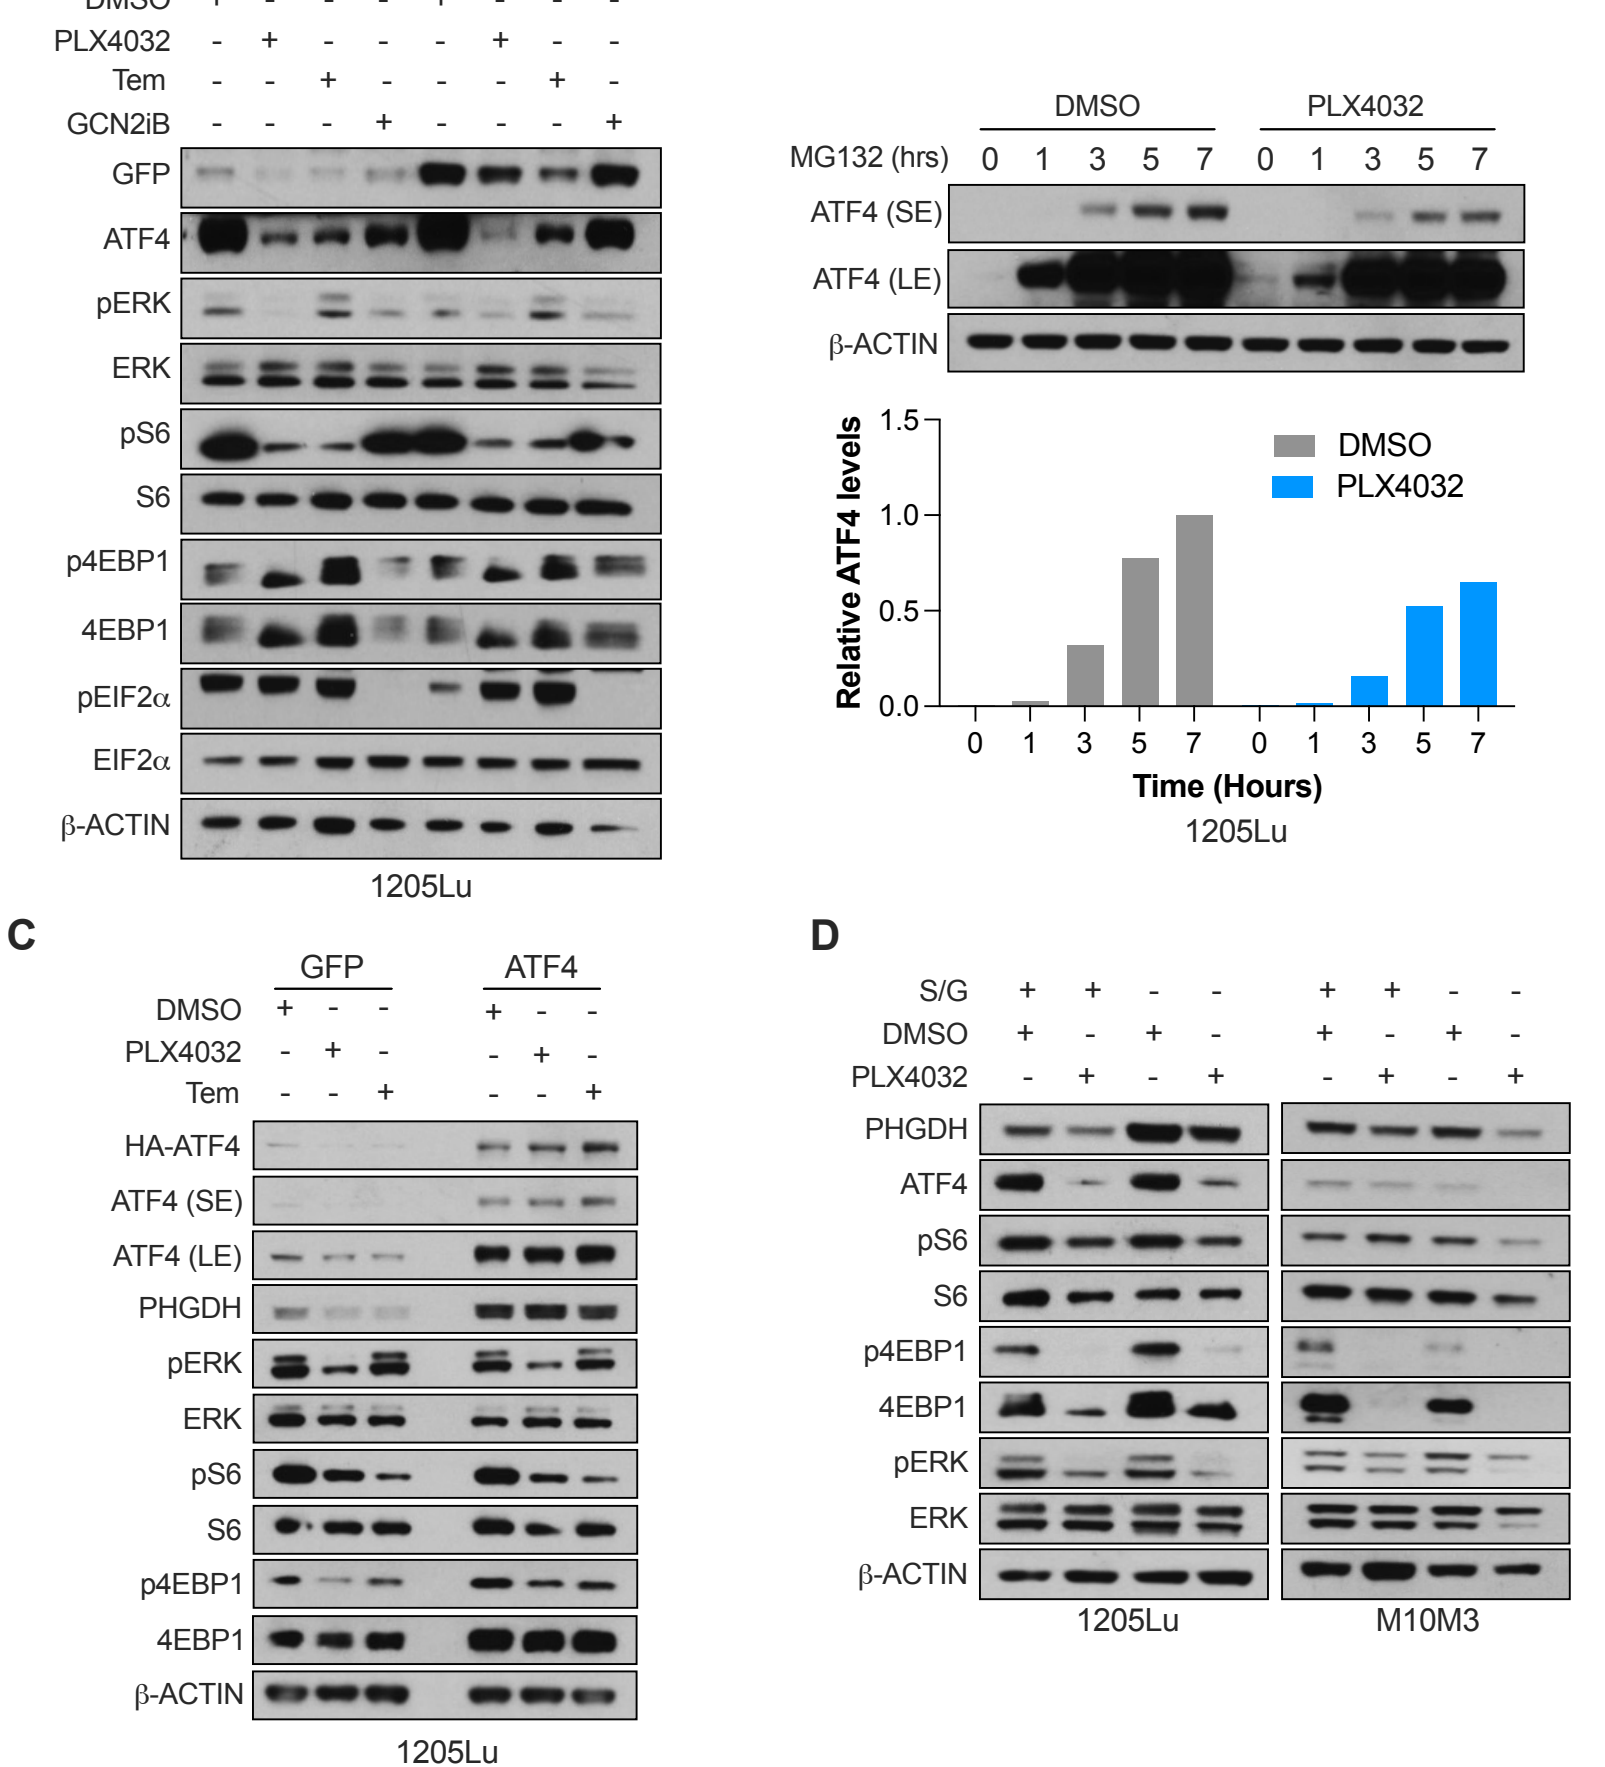 DMSO + - - - + - - -
PLX4032 - + - - - + - -
Tem - - + - - - + -
GCN2iB - - - + - - - +
GFP
ATF4
pERK
ERK
pS6
S6
p4EBP1
4EBP1
pEIF2α
EIF2α
β-ACTIN
1205Lu
DMSO PLX4032
MG132 (hrs) 0 1 3 5 7 0 1 3 5 7
ATF4 (SE)
ATF4 (LE)
β-ACTIN
Relative ATF4 levels
1.5
1.0
0.5
0.0
DMSO
PLX4032
0 1 3 5 7 0 1 3 5 7
Time (Hours)
1205Lu
C
GFP ATF4
DMSO + - - + - -
PLX4032 - + - - + -
Tem - - + - - +
HA-ATF4
ATF4 (SE)
ATF4 (LE)
PHGDH
pERK
ERK
pS6
S6
p4EBP1
4EBP1
β-ACTIN
1205Lu
D
S/G + + - - + + - -
DMSO + - + - + - + -
PLX4032 - + - + - + - +
PHGDH
ATF4
pS6
S6
p4EBP1
4EBP1
pERK
ERK
β-ACTIN
1205Lu M10M3